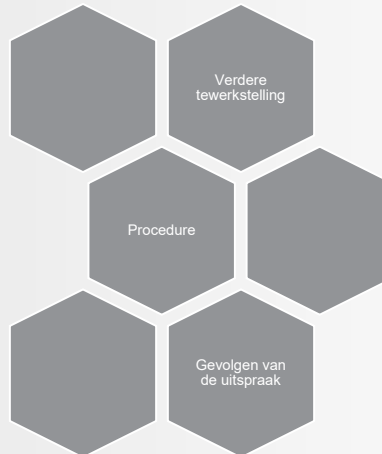 Verdere
tewerkstelling
Procedure
Gevolgen van
de uitspraak